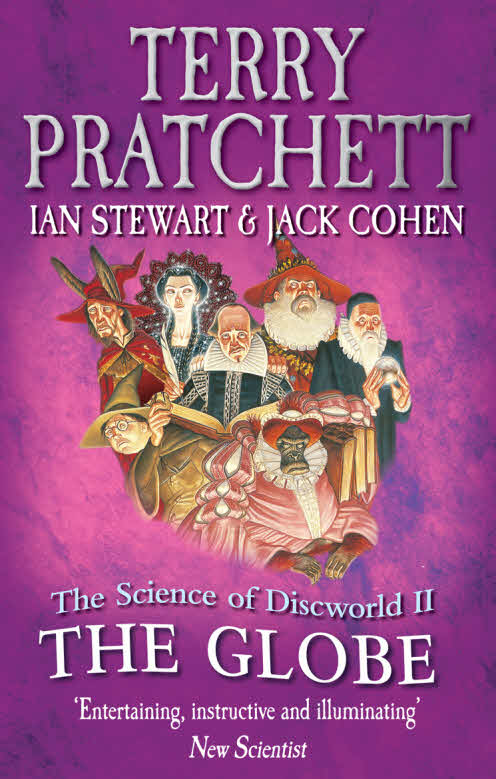 TERRY
PRATCHETT
IAN STEWART & JACK COHEN
The Science of Discworld II
THE GLOBE
‘Entertaining, instructive and illuminating’
New Scientist